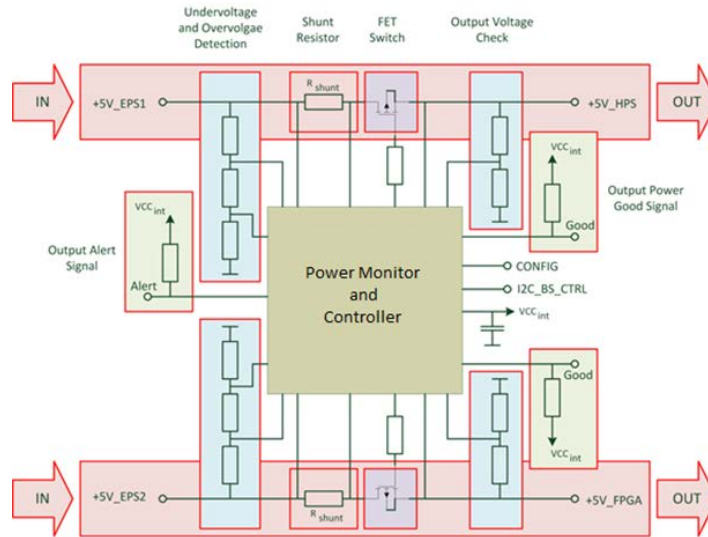 Undervoltage
and Overvolgae
Detection
Shunt
Resistor
FET
Switch
Output Voltage
Check
IN
+5V_EPS1
R shunt
+5V_HPS
OUT
VCC int
Output Power
Good Signal
Good
VCC int
Output Alert
Signal
Alert
Power Monitor
and
Controller
CONFIG
I2C_BS_CTRL
VCC int
Good
VCC int
IN
+5V_EPS2
R shunt
+5V_FPGA
OUT